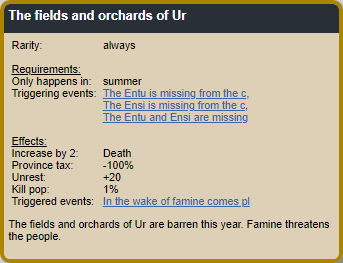 The fields and orchards of Ur
Rarity: always
Requirements:
Only happens in: summer
Triggering events: The Entu is missing from the c,
The Ensi is missing from the c,
The Entu and Ensi are missing
Effects:
Increase by 2: Death
Province tax: -100%
Unrest: +20
Kill pop: 1%
Triggered events: In the wake of famine comes pl
The fields and orchards of Ur are barren this year. Famine threatens
the people.